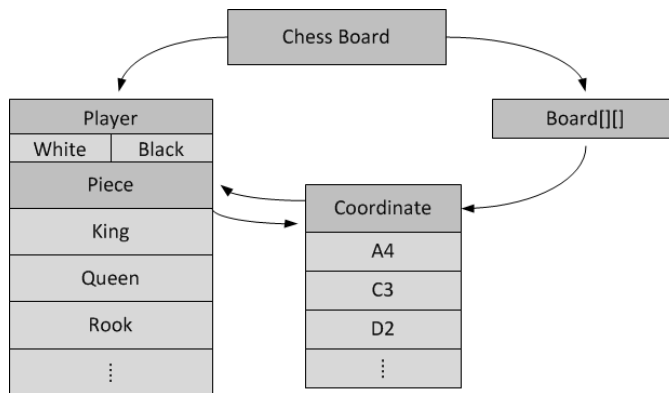 Chess Board
Player
White
Black
Piece
King
Queen
Rook
⋮
Board[][]
Coordinate
A4
C3
D2
⋮